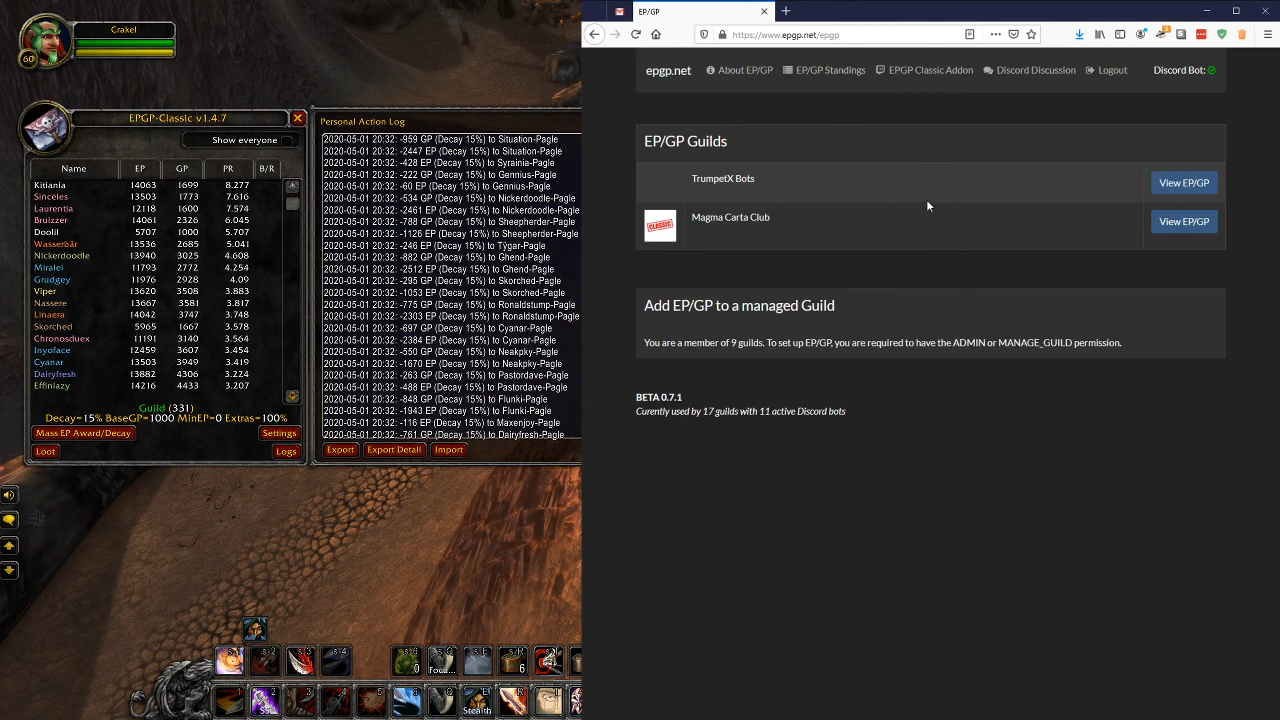 Crakel
60
EPGP-Classic v1.4.7
Show everyone
Name EP GP PR B/R
Kitiania 14063 1699 8.277
Sinceles 13503 1773 7.616
Laurentia 12118 1600 7.574
Bruizzer 14061 2326 6.045
Doolil 5707 1000 5.707
Wasserbär 13536 2685 5.041
Nickerdoodle 13940 3025 4.608
Miralei 11793 2772 4.254
Grudgey 11976 2928 4.09
Viper 13620 3508 3.883
Nassere 13667 3581 3.817
Linaera 14042 3747 3.748
Skorched 5965 1667 3.578
Chronosduex 11191 3140 3.564
Inyoface 12459 3607 3.454
Cyanar 13503 3949 3.419
Dairyfresh 13882 4306 3.224
Effinlazy 14216 4433 3.207
Guild (331)
Decay=15% BaseGP=1000 MinEP=0 Extras=100%
Mass EP Award/Decay Settings
Loot Logs
Personal Action Log
2020-05-01 20:32: -959 GP (Decay 15%) to Situation-Pagle
2020-05-01 20:32: -2447 EP (Decay 15%) to Situation-Pagle
2020-05-01 20:32: -428 EP (Decay 15%) to Syrainia-Pagle
2020-05-01 20:32: -222 GP (Decay 15%) to Gennius-Pagle
2020-05-01 20:32: -60 EP (Decay 15%) to Gennius-Pagle
2020-05-01 20:32: -534 GP (Decay 15%) to Nickerdoodle-Pagle
2020-05-01 20:32: -2461 EP (Decay 15%) to Nickerdoodle-Pagle
2020-05-01 20:32: -788 GP (Decay 15%) to Sheepherder-Pagle
2020-05-01 20:32: -1126 EP (Decay 15%) to Sheepherder-Pagle
2020-05-01 20:32: -246 EP (Decay 15%) to Tÿgar-Pagle
2020-05-01 20:32: -882 GP (Decay 15%) to Ghend-Pagle
2020-05-01 20:32: -2512 EP (Decay 15%) to Ghend-Pagle
2020-05-01 20:32: -295 GP (Decay 15%) to Skorched-Pagle
2020-05-01 20:32: -1053 EP (Decay 15%) to Skorched-Pagle
2020-05-01 20:32: -775 GP (Decay 15%) to Ronaldstump-Pagle
2020-05-01 20:32: -2303 EP (Decay 15%) to Ronaldstump-Pagle
2020-05-01 20:32: -697 GP (Decay 15%) to Cyanar-Pagle
2020-05-01 20:32: -2384 EP (Decay 15%) to Cyanar-Pagle
2020-05-01 20:32: -550 GP (Decay 15%) to Neakpky-Pagle
2020-05-01 20:32: -1670 EP (Decay 15%) to Neakpky-Pagle
2020-05-01 20:32: -263 GP (Decay 15%) to Pastordave-Pagle
2020-05-01 20:32: -488 EP (Decay 15%) to Pastordave-Pagle
2020-05-01 20:32: -848 GP (Decay 15%) to Flunki-Pagle
2020-05-01 20:32: -1943 EP (Decay 15%) to Flunki-Pagle
2020-05-01 20:32: -116 EP (Decay 15%) to Maxenjoy-Pagle
2020-05-01 20:32: -761 GP (Decay 15%) to Dairyfresh-Pagle
Export Export Detail Import
EP/GP
https://www.epgp.net/epgp
epgp.net About EP/GP EP/GP Standings EPGP Classic Addon Discord Discussion Logout Discord Bot:
EP/GP Guilds
TrumpetX Bots View EP/GP
CLASSIC Magma Carta Club View EP/GP
Add EP/GP to a managed Guild
You are a member of 9 guilds. To set up EP/GP, you are required to have the ADMIN or MANAGE_GUILD permission.
BETA 0.7.1
Curently used by 17 guilds with 11 active Discord bots
Stealth